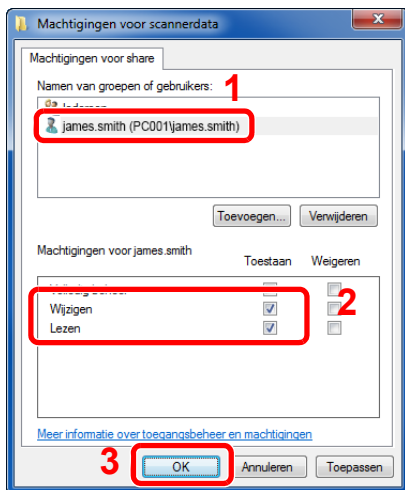 Machtigingen voor scannerdata
Machtigingen voor share
Namen van groepen of gebruikers:
1
james.smith (PC001\james.smith)
Toevoegen...
Verwijderen
Machtigingen voor james.smith
Toestaan
Weigeren
Wijzigen
2
Lezen
Meer informatie over toegangsbeheer en machtigingen
3
OK
Annuleren
Toepassen